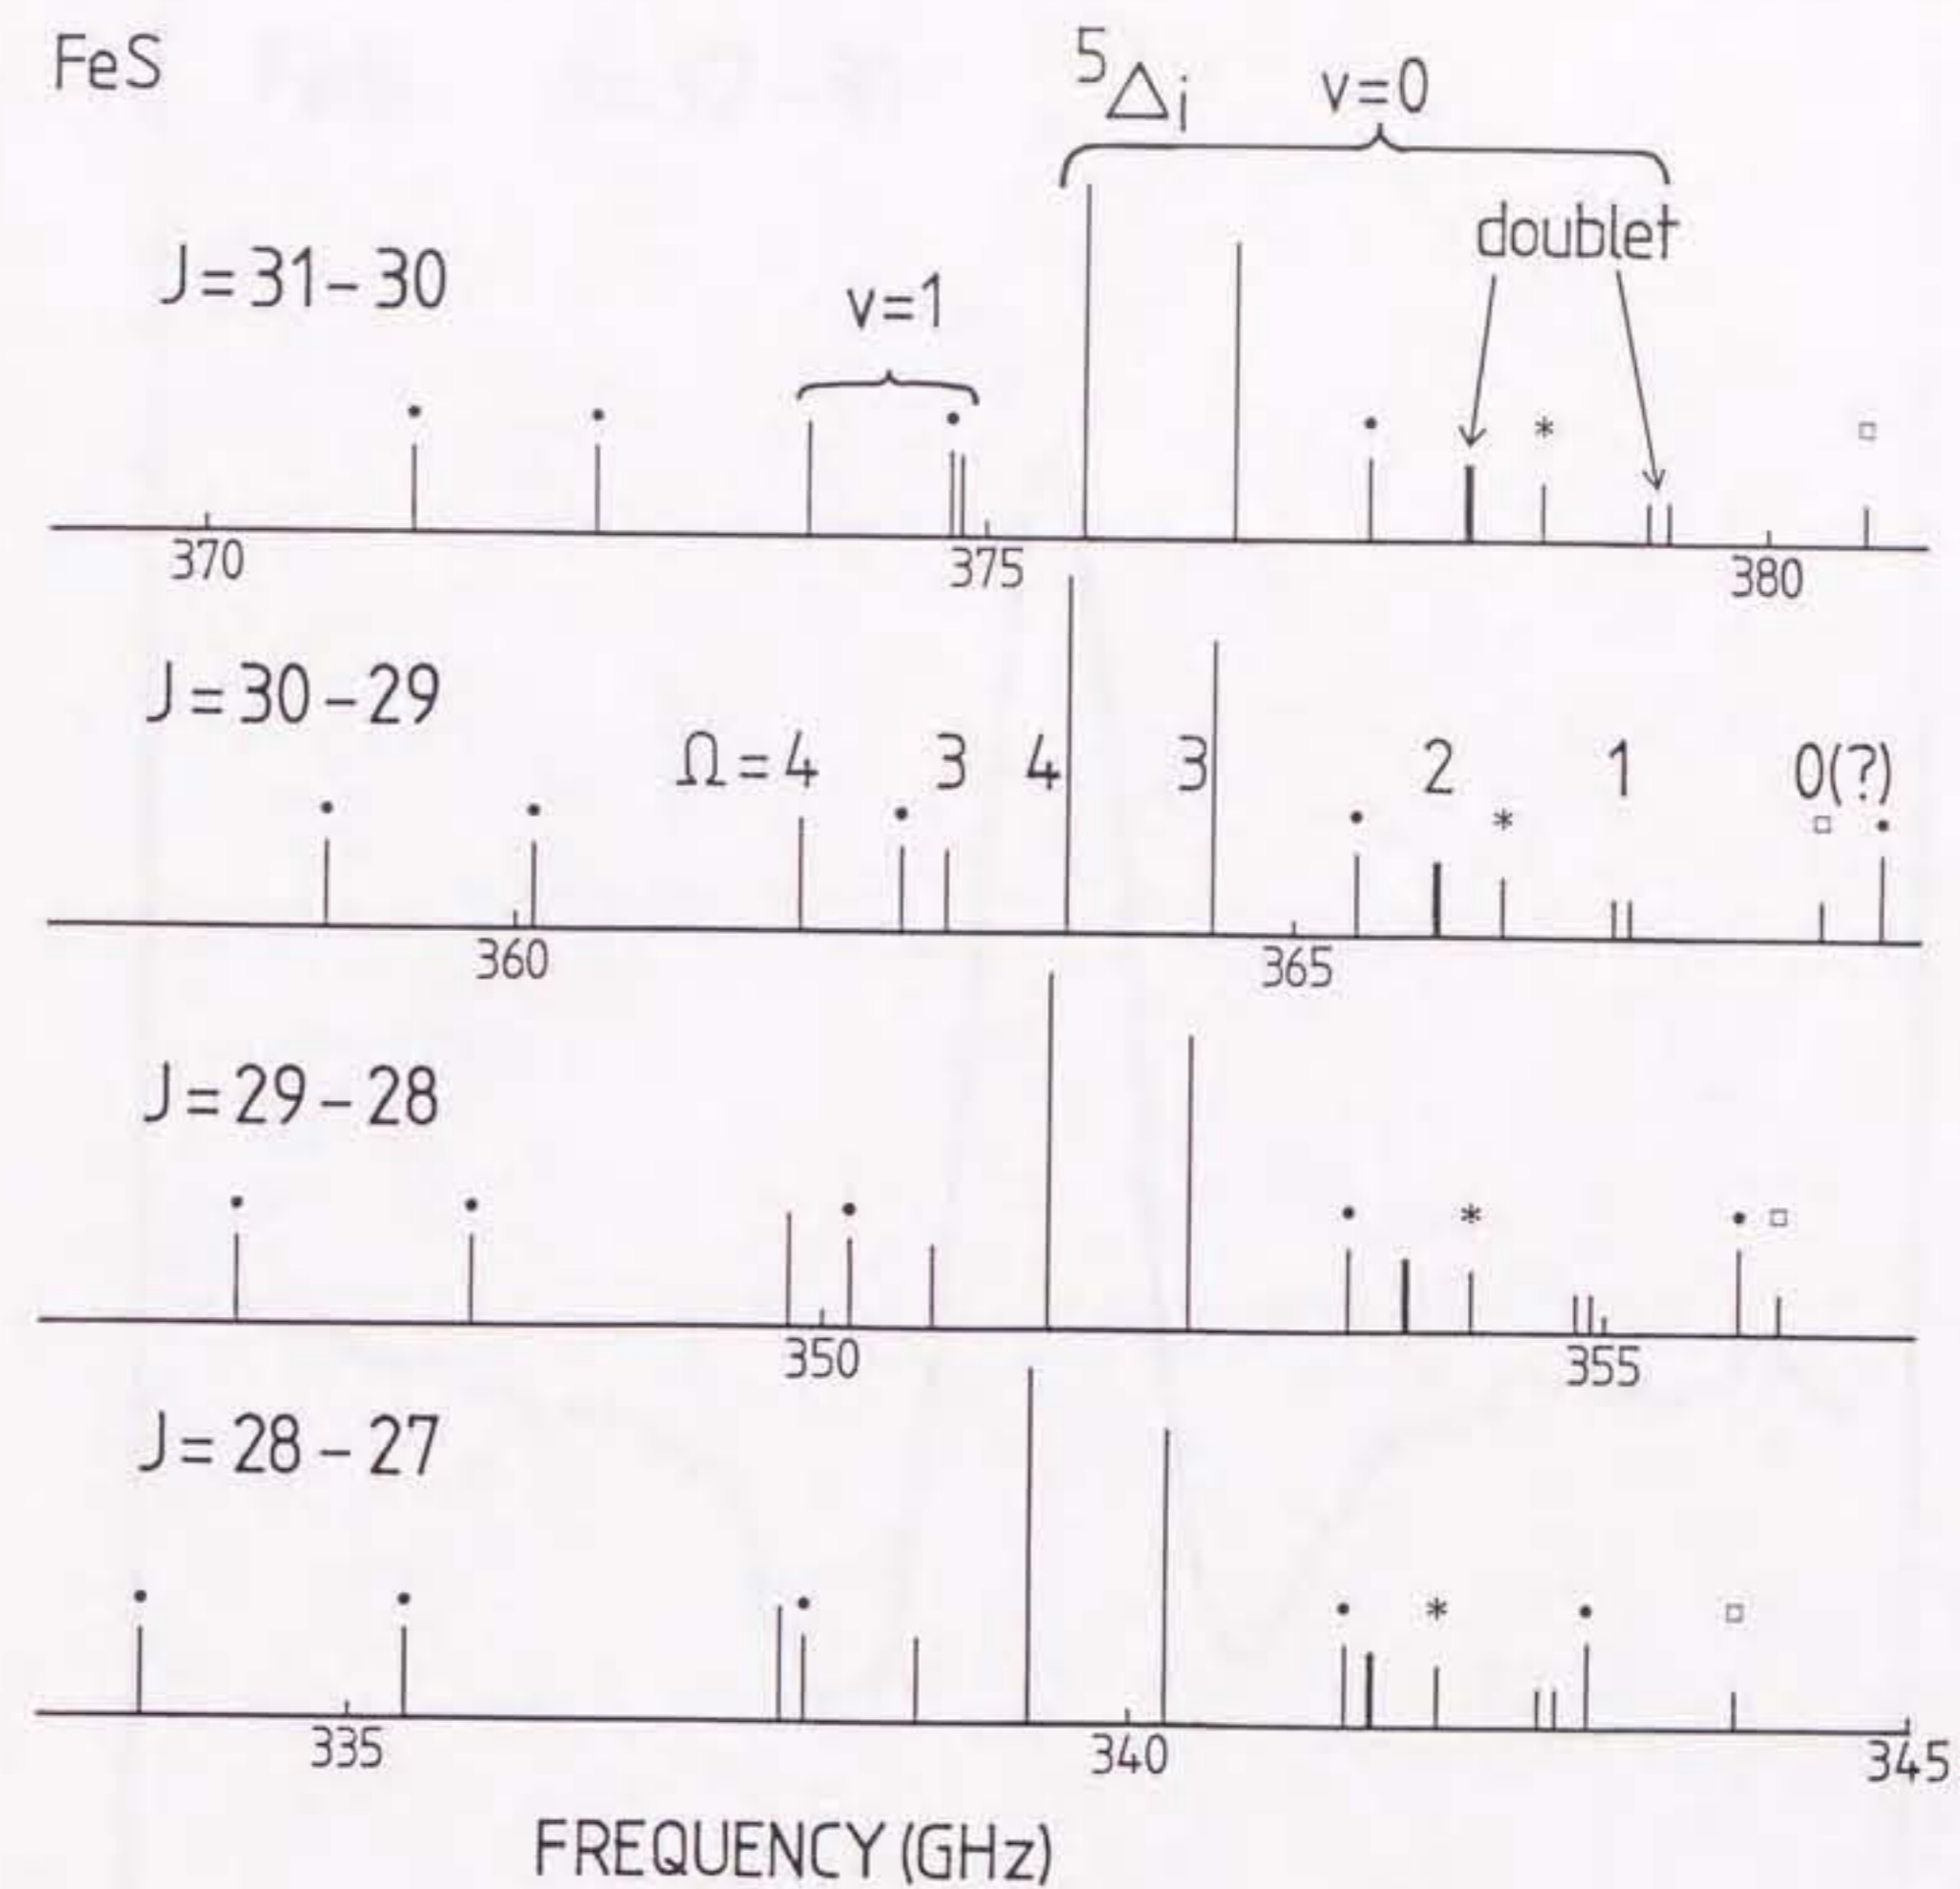 FeS
⁵Δi v=0
doublet
J=31-30
v=1
• • • • * □
370 375 380
J=30-29
Ω=4 3 4 3 2 1 0(?)
• • • • * □ •
360 365
J=29-28
• • • • * • □
350 355
J=28-27
• • • • * • □
335 340 345
FREQUENCY (GHz)